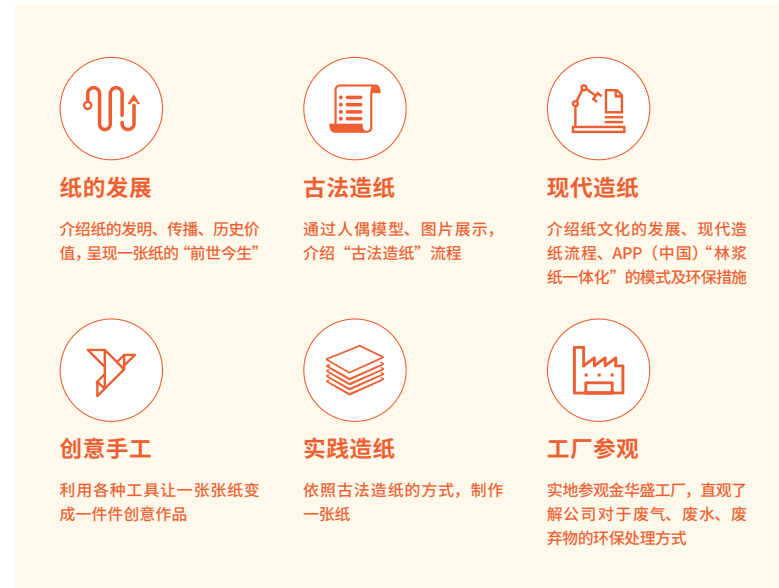 纸的发展
介绍纸的发明、传播、历史价
值，呈现一张纸的“前世今生”
古法造纸
通过人偶模型、图片展示，
介绍“古法造纸”流程
现代造纸
介绍纸文化的发展、现代造
纸流程、APP（中国）“林浆
纸一体化”的模式及环保措施
创意手工
利用各种工具让一张张纸变
成一件件创意作品
实践造纸
依照古法造纸的方式，制作
一张纸
工厂参观
实地参观金华盛工厂，直观了
解公司对于废气、废水、废
弃物的环保处理方式